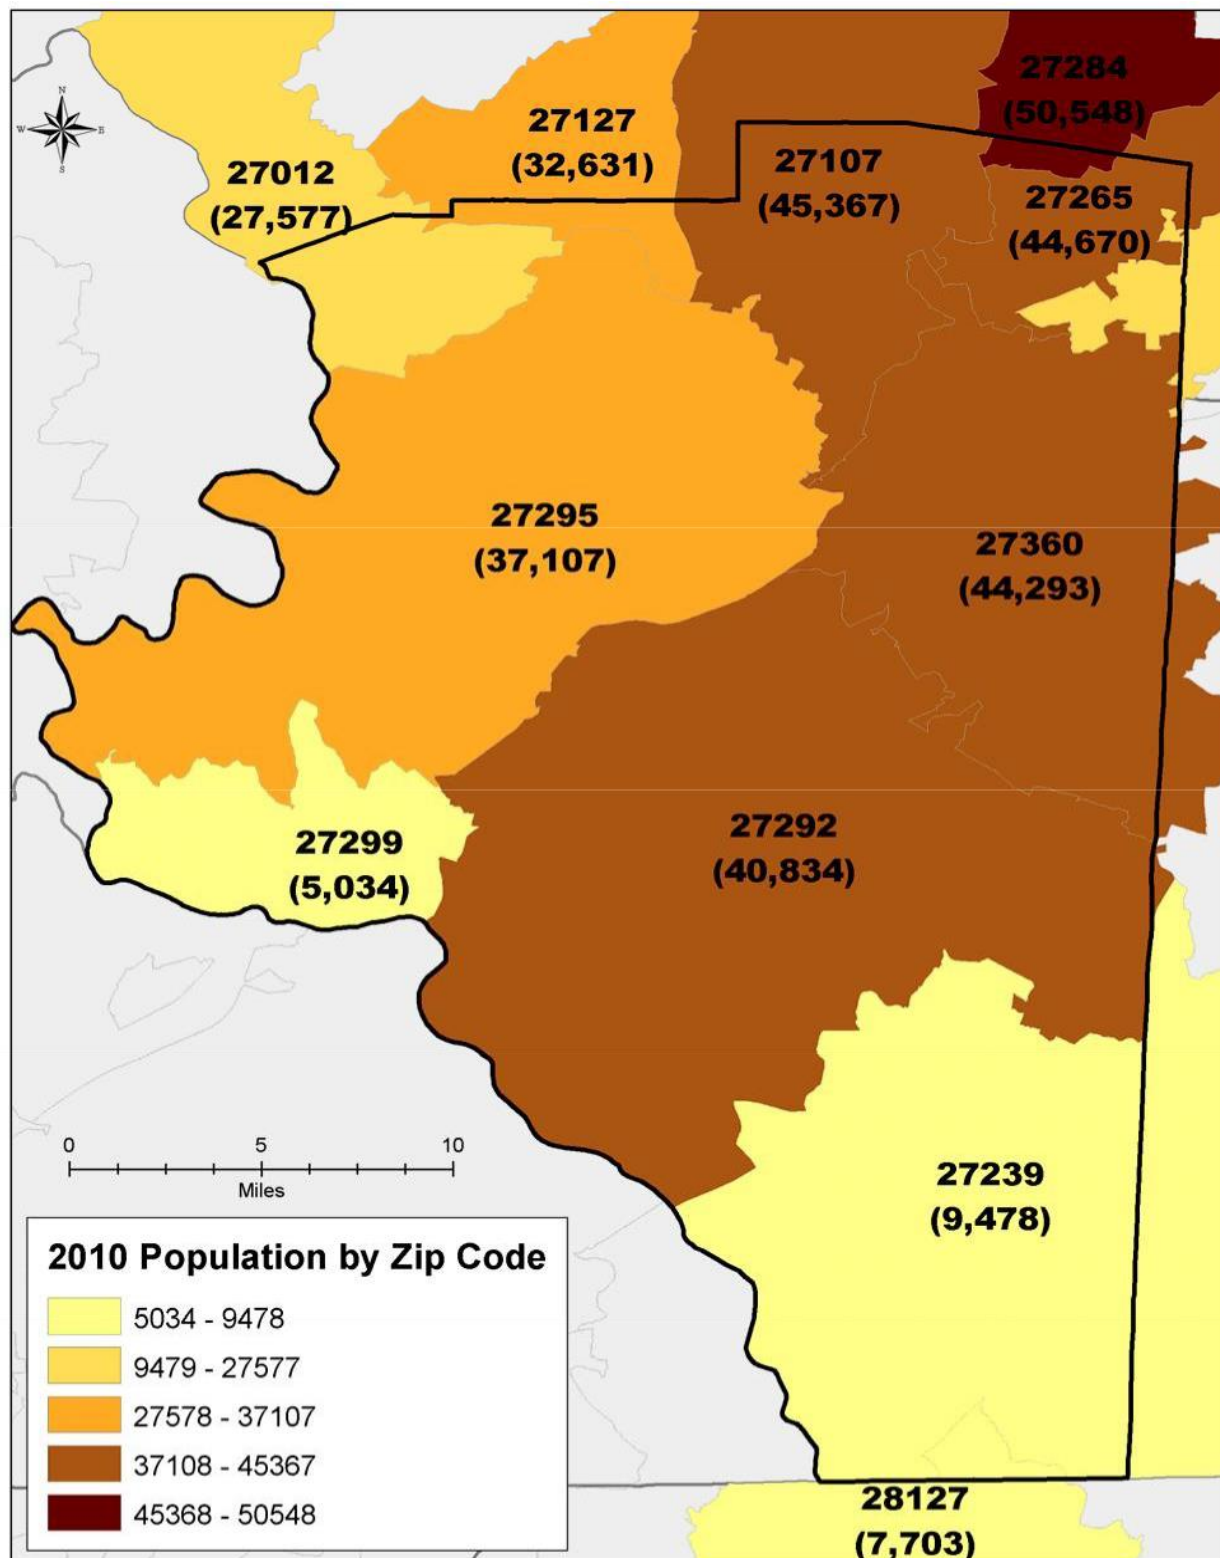 27284
(50,548)
27127
(32,631)
27107
(45,367)
27012
(27,577)
27265
(44,670)
N
W E
S
27295
(37,107)
27360
(44,293)
27299
(5,034)
27292
(40,834)
27239
(9,478)
0 5 10
Miles
2010 Population by Zip Code
5034 - 9478
9479 - 27577
27578 - 37107
37108 - 45367
45368 - 50548
28127
(7,703)